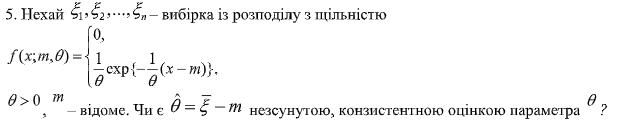 5. Нехай ξ₁,ξ₂,...,ξₙ – вибірка із розподілу з щільністю
f(x;m,θ)={0,
1/θ exp{-1/θ(x−m)}.
θ>0, m – відоме. Чи є θ̂=ξ̄−m незсунутою, конзистентною оцінкою параметра θ?